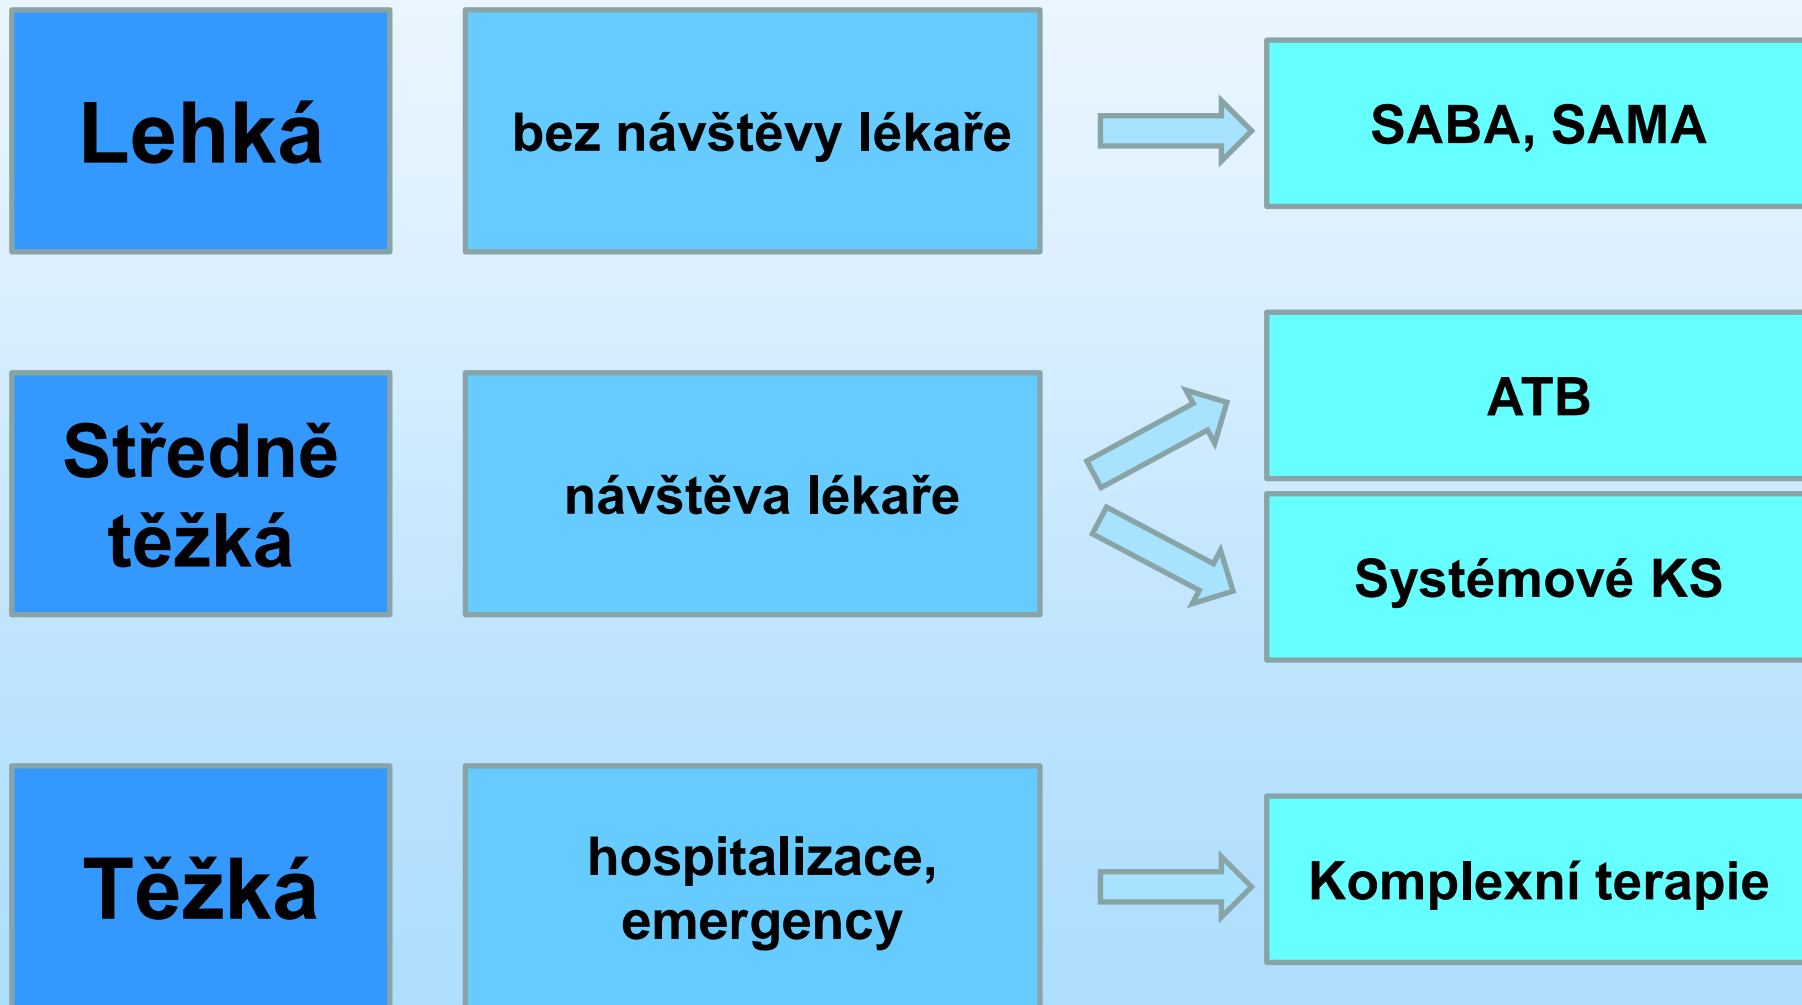 Lehká
bez návštěvy lékaře
SABA, SAMA
Středně
těžká
návštěva lékaře
ATB
Systémové KS
Těžká
hospitalizace,
emergency
Komplexní terapie